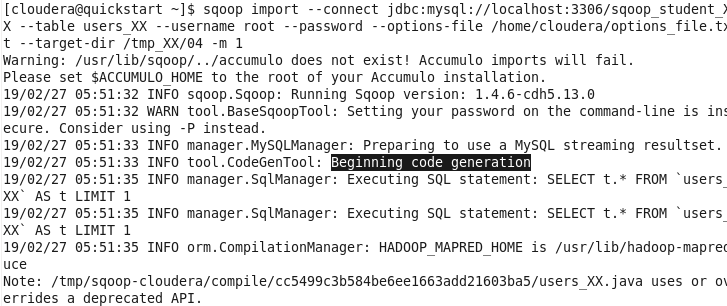 [cloudera@quickstart ~]$ sqoop import --connect jdbc:mysql://localhost:3306/sqoop_student_X
X --table users_XX --username root --password --options-file /home/cloudera/options_file.tx
t --target-dir /tmp_XX/04 -m 1
Warning: /usr/lib/sqoop/../accumulo does not exist! Accumulo imports will fail.
Please set $ACCUMULO_HOME to the root of your Accumulo installation.
19/02/27 05:51:32 INFO sqoop.Sqoop: Running Sqoop version: 1.4.6-cdh5.13.0
19/02/27 05:51:32 WARN tool.BaseSqoopTool: Setting your password on the command-line is ins
ecure. Consider using -P instead.
19/02/27 05:51:33 INFO manager.MySQLManager: Preparing to use a MySQL streaming resultset.
19/02/27 05:51:33 INFO tool.CodeGenTool: Beginning code generation
19/02/27 05:51:35 INFO manager.SqlManager: Executing SQL statement: SELECT t.* FROM `users_
XX` AS t LIMIT 1
19/02/27 05:51:35 INFO manager.SqlManager: Executing SQL statement: SELECT t.* FROM `users_
XX` AS t LIMIT 1
19/02/27 05:51:35 INFO orm.CompilationManager: HADOOP_MAPRED_HOME is /usr/lib/hadoop-mapred
uce
Note: /tmp/sqoop-cloudera/compile/cc5499c3b584be6ee1663add21603ba5/users_XX.java uses or ov
errides a deprecated API.